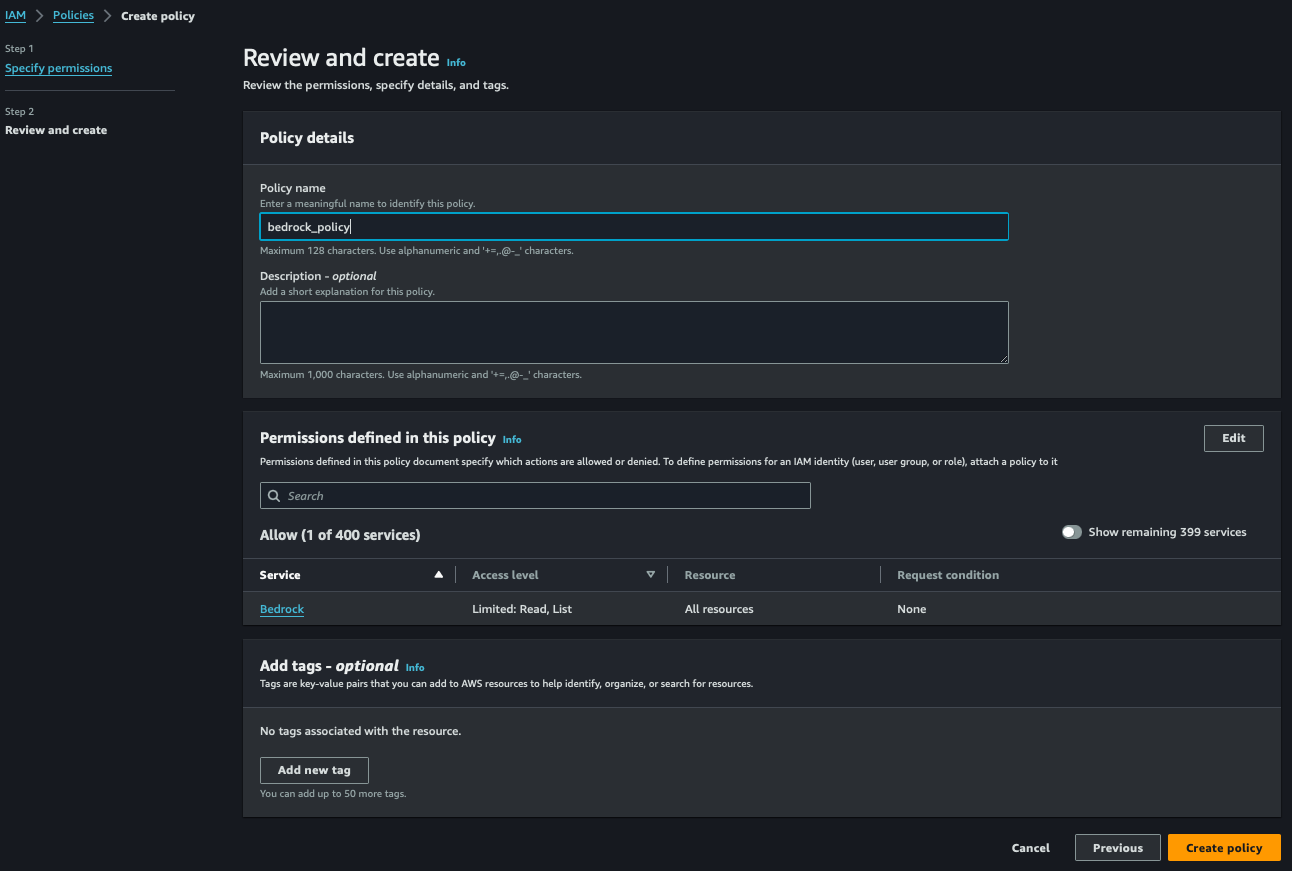 IAM > Policies > Create policy
Step 1
Specify permissions
Step 2
Review and create
Review and create Info
Review the permissions, specify details, and tags.
Policy details
Policy name
Enter a meaningful name to identify this policy.
bedrock_policy
Maximum 128 characters. Use alphanumeric and '+=,.@-_' characters.
Description - optional
Add a short explanation for this policy.
Maximum 1,000 characters. Use alphanumeric and '+=,.@-_' characters.
Permissions defined in this policy Info
Edit
Permissions defined in this policy document specify which actions are allowed or denied. To define permissions for an IAM identity (user, user group, or role), attach a policy to it
Search
Allow (1 of 400 services)
Show remaining 399 services
Service Access level Resource Request condition
Bedrock Limited: Read, List All resources None
Add tags - optional Info
Tags are key-value pairs that you can add to AWS resources to help identify, organize, or search for resources.
No tags associated with the resource.
Add new tag
You can add up to 50 more tags.
Cancel Previous Create policy